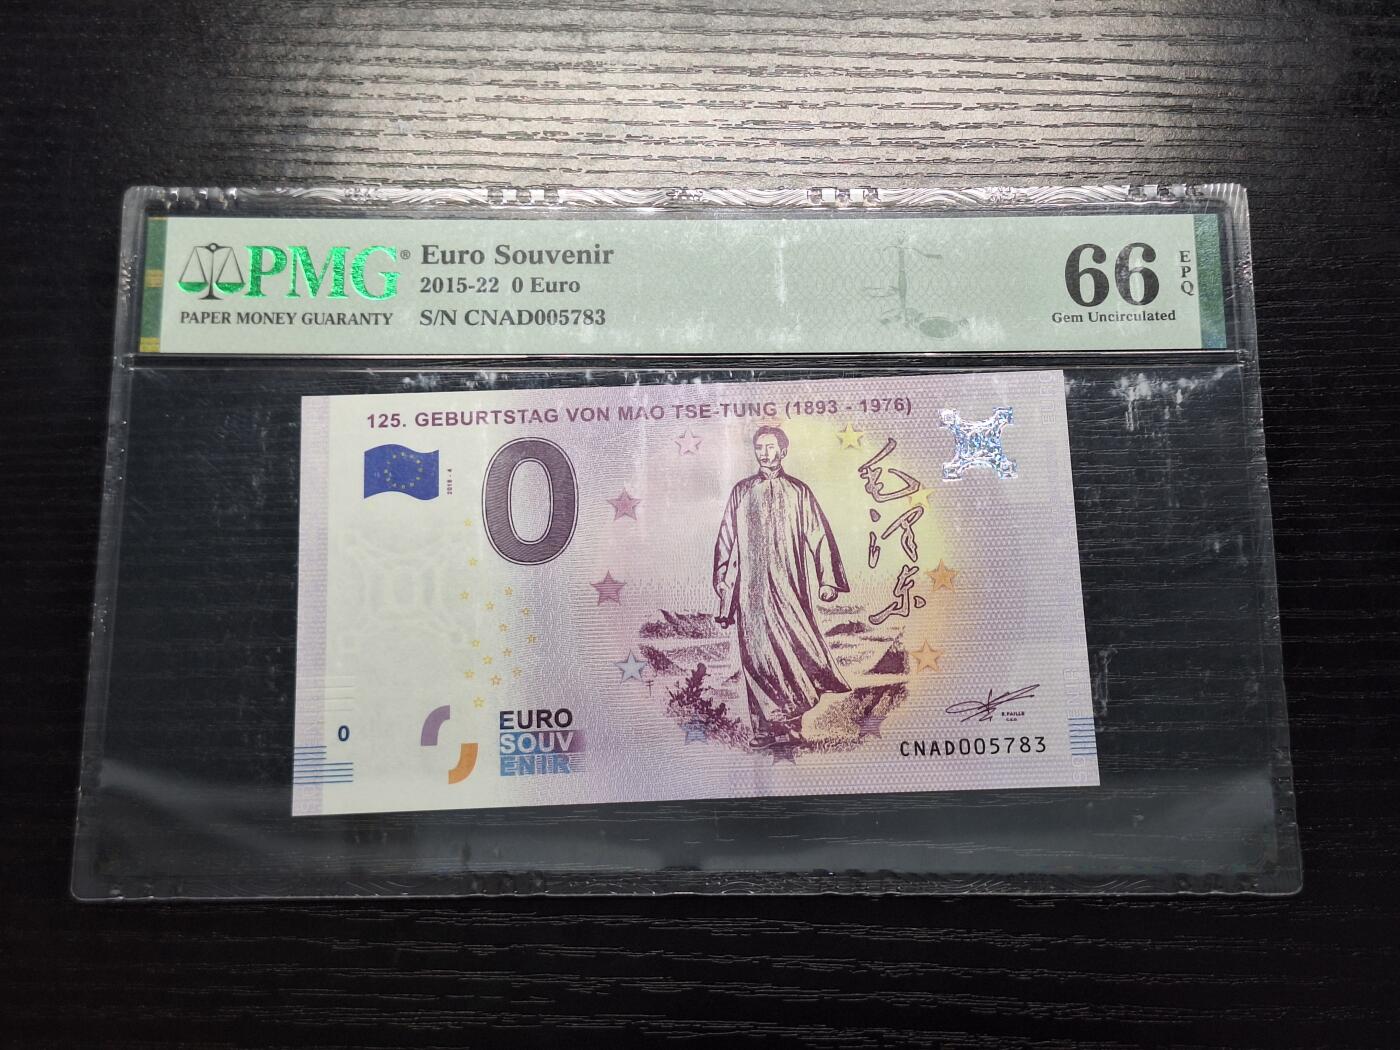 PMG®
PAPER MONEY GUARANTY
Euro Souvenir
2015-22 0 Euro
S/N CNAD005783
66
EPQ
Gem Uncirculated
125. GEBURTSTAG VON MAO TSE-TUNG (1893 - 1976)
2018 - 4
0
毛泽东
0
EURO
SOUV
ENIR
R.FAILLE
C.E.O
CNAD005783